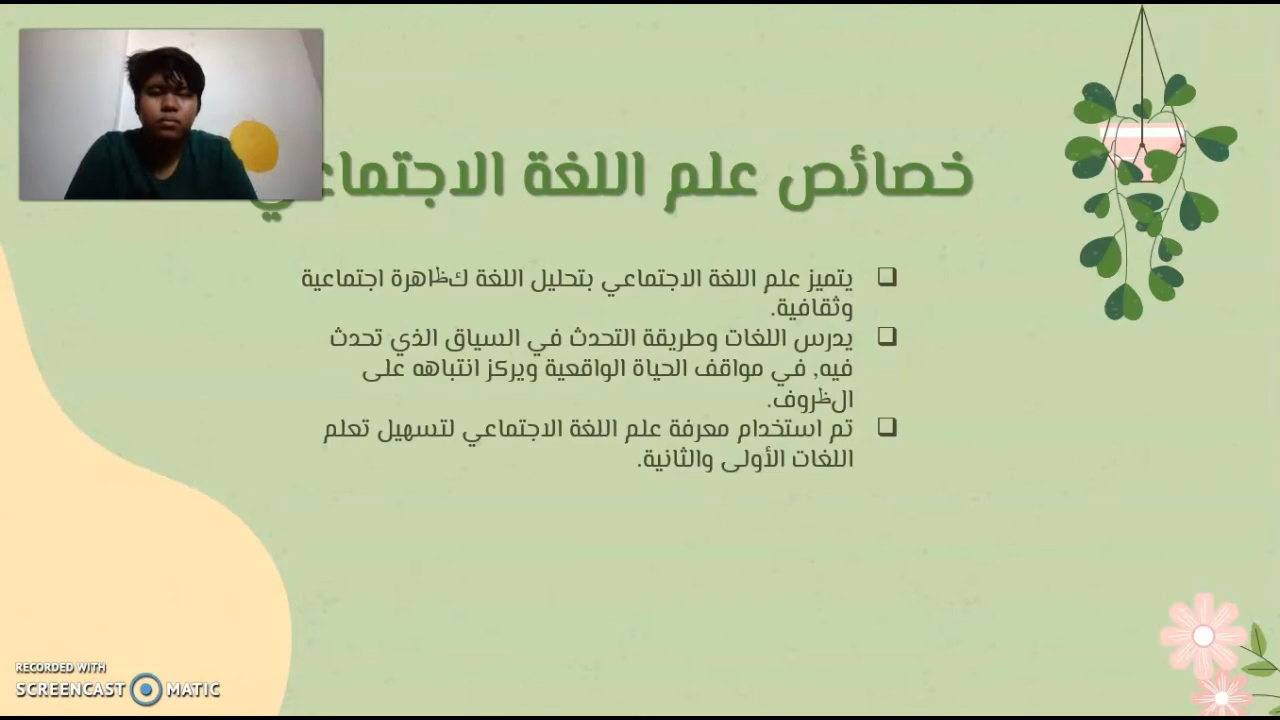 خصائص علم اللغة الاجتماعي
يتميز علم اللغة الاجتماعي بتحليل اللغة كظاهرة اجتماعية
وثقافية.
يدرس اللغات وطريقة التحدث في السياق الذي تحدث
فيه, في مواقف الحياة الواقعية ويركز انتباهه على
الظروف.
تم استخدام معرفة علم اللغة الاجتماعي لتسهيل تعلم
اللغات الأولى والثانية.
RECORDED WITH
SCREENCAST MATIC